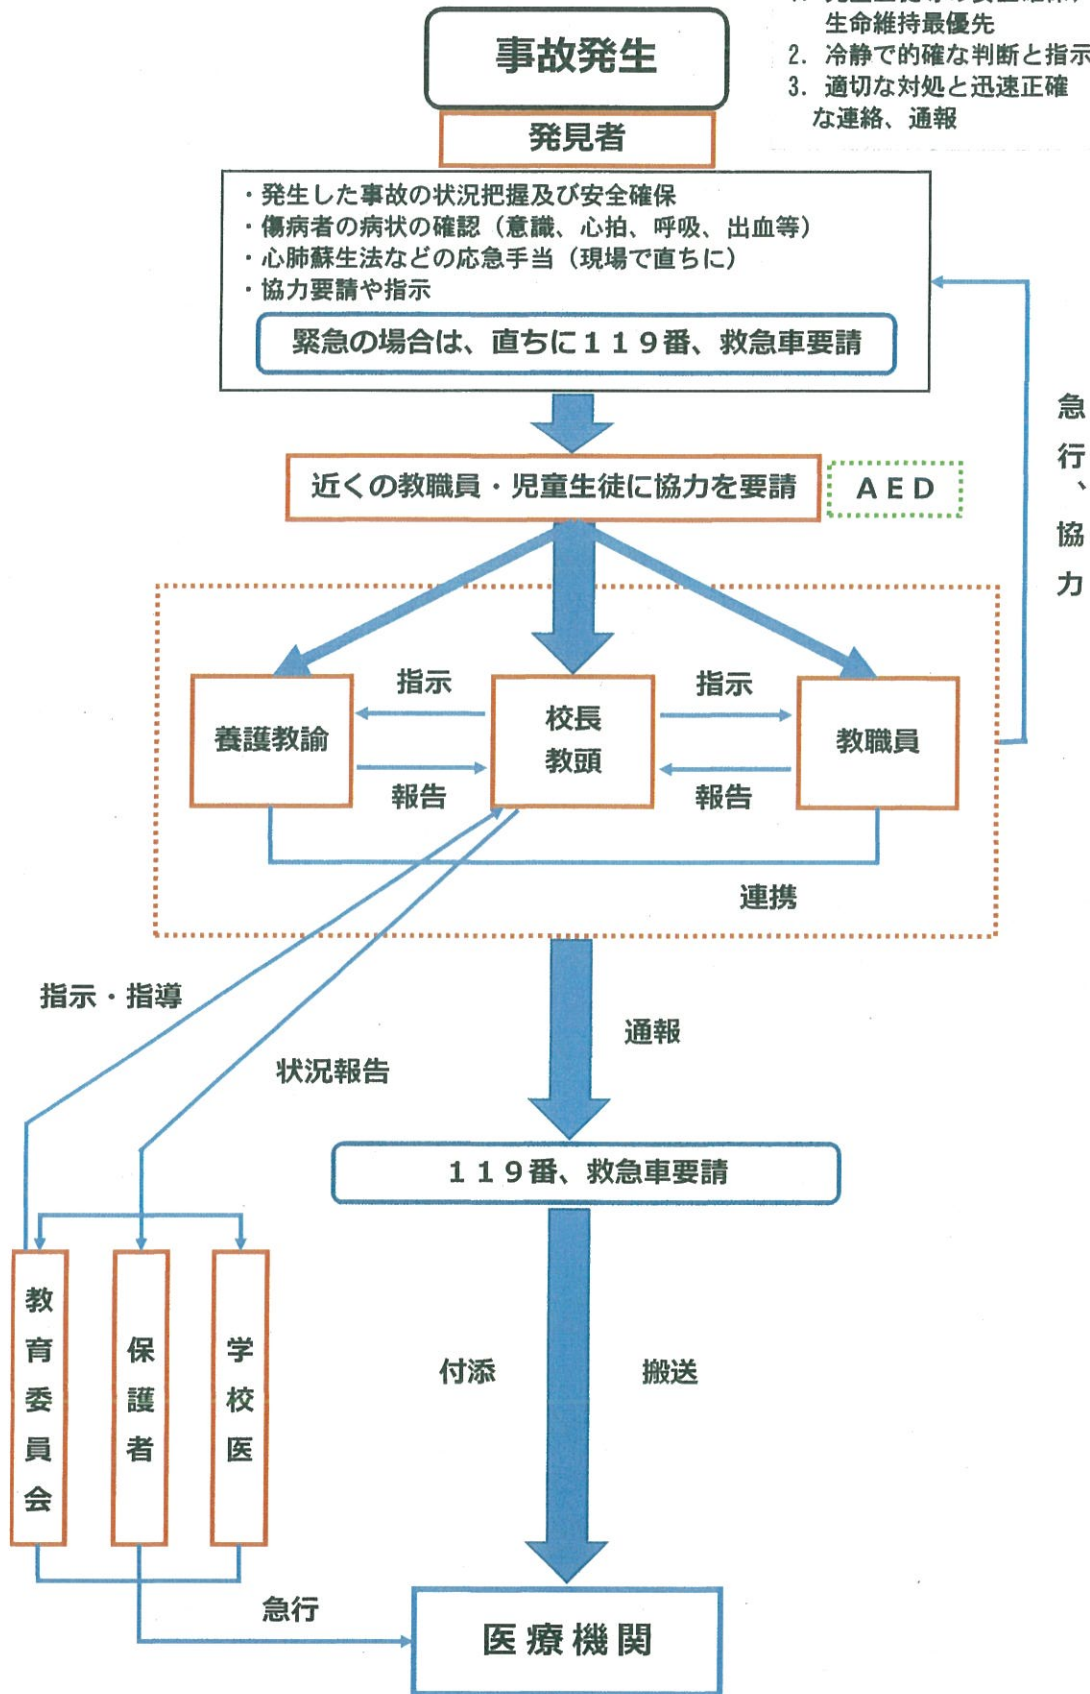 生命維持最優先
2. 冷静で的確な判断と指示
3. 適切な対処と迅速正確
な連絡、通報
事故発生
発見者
・発生した事故の状況把握及び安全確保
・傷病者の病状の確認（意識、心拍、呼吸、出血等）
・心肺蘇生法などの応急手当（現場で直ちに）
・協力要請や指示
緊急の場合は、直ちに１１９番、救急車要請
急行、協力
近くの教職員・児童生徒に協力を要請
ＡＥＤ
指示
指示
養護教諭
校長
教頭
教職員
報告
報告
連携
指示・指導
状況報告
通報
１１９番、救急車要請
教育委員会
保護者
学校医
付添
搬送
急行
医療機関